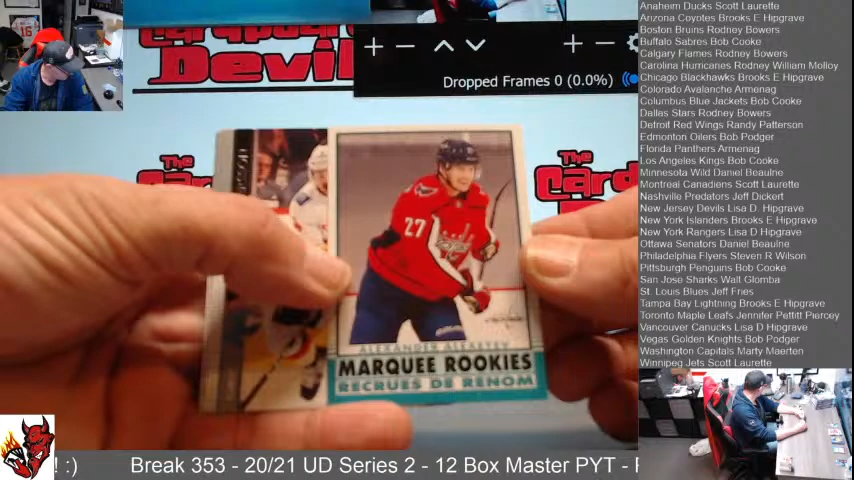 Cardboard
Devil
Dropped Frames 0 (0.0%)
The
Card
The
Card
Dev
27
ALEXANDER ALEXEYEV
MARQUEE ROOKIES
RECRUES DE RENOM
Anaheim Ducks Scott Laurette
Arizona Coyotes Brooks E Hipgrave
Boston Bruins Rodney Bowers
Buffalo Sabres Bob Cooke
Calgary Flames Rodney Bowers
Carolina Hurricanes Rodney William Molloy
Chicago Blackhawks Brooks E Hipgrave
Colorado Avalanche Armenag
Columbus Blue Jackets Bob Cooke
Dallas Stars Rodney Bowers
Detroit Red Wings Randy Patterson
Edmonton Oilers Bob Podger
Florida Panthers Armenag
Los Angeles Kings Bob Cooke
Minnesota Wild Daniel Beaulne
Montreal Canadiens Scott Laurette
Nashville Predators Jeff Dickert
New Jersey Devils Lisa D. Hipgrave
New York Islanders Brooks E Hipgrave
New York Rangers Lisa D Hipgrave
Ottawa Senators Daniel Beaulne
Philadelphia Flyers Steven R Wilson
Pittsburgh Penguins Bob Cooke
San Jose Sharks Walt Glomba
St. Louis Blues Jeff Fries
Tampa Bay Lightning Brooks E Hipgrave
Toronto Maple Leafs Jennifer Pettitt Piercey
Vancouver Canucks Lisa D Hipgrave
Vegas Golden Knights Bob Podger
Washington Capitals Marty Maerten
Winnipeg Jets Scott Laurette
! :) Break 353 - 20/21 UD Series 2 - 12 Box Master PYT -